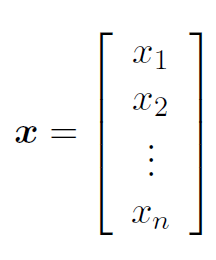 x =
x₁
x₂
⋮
xₙ